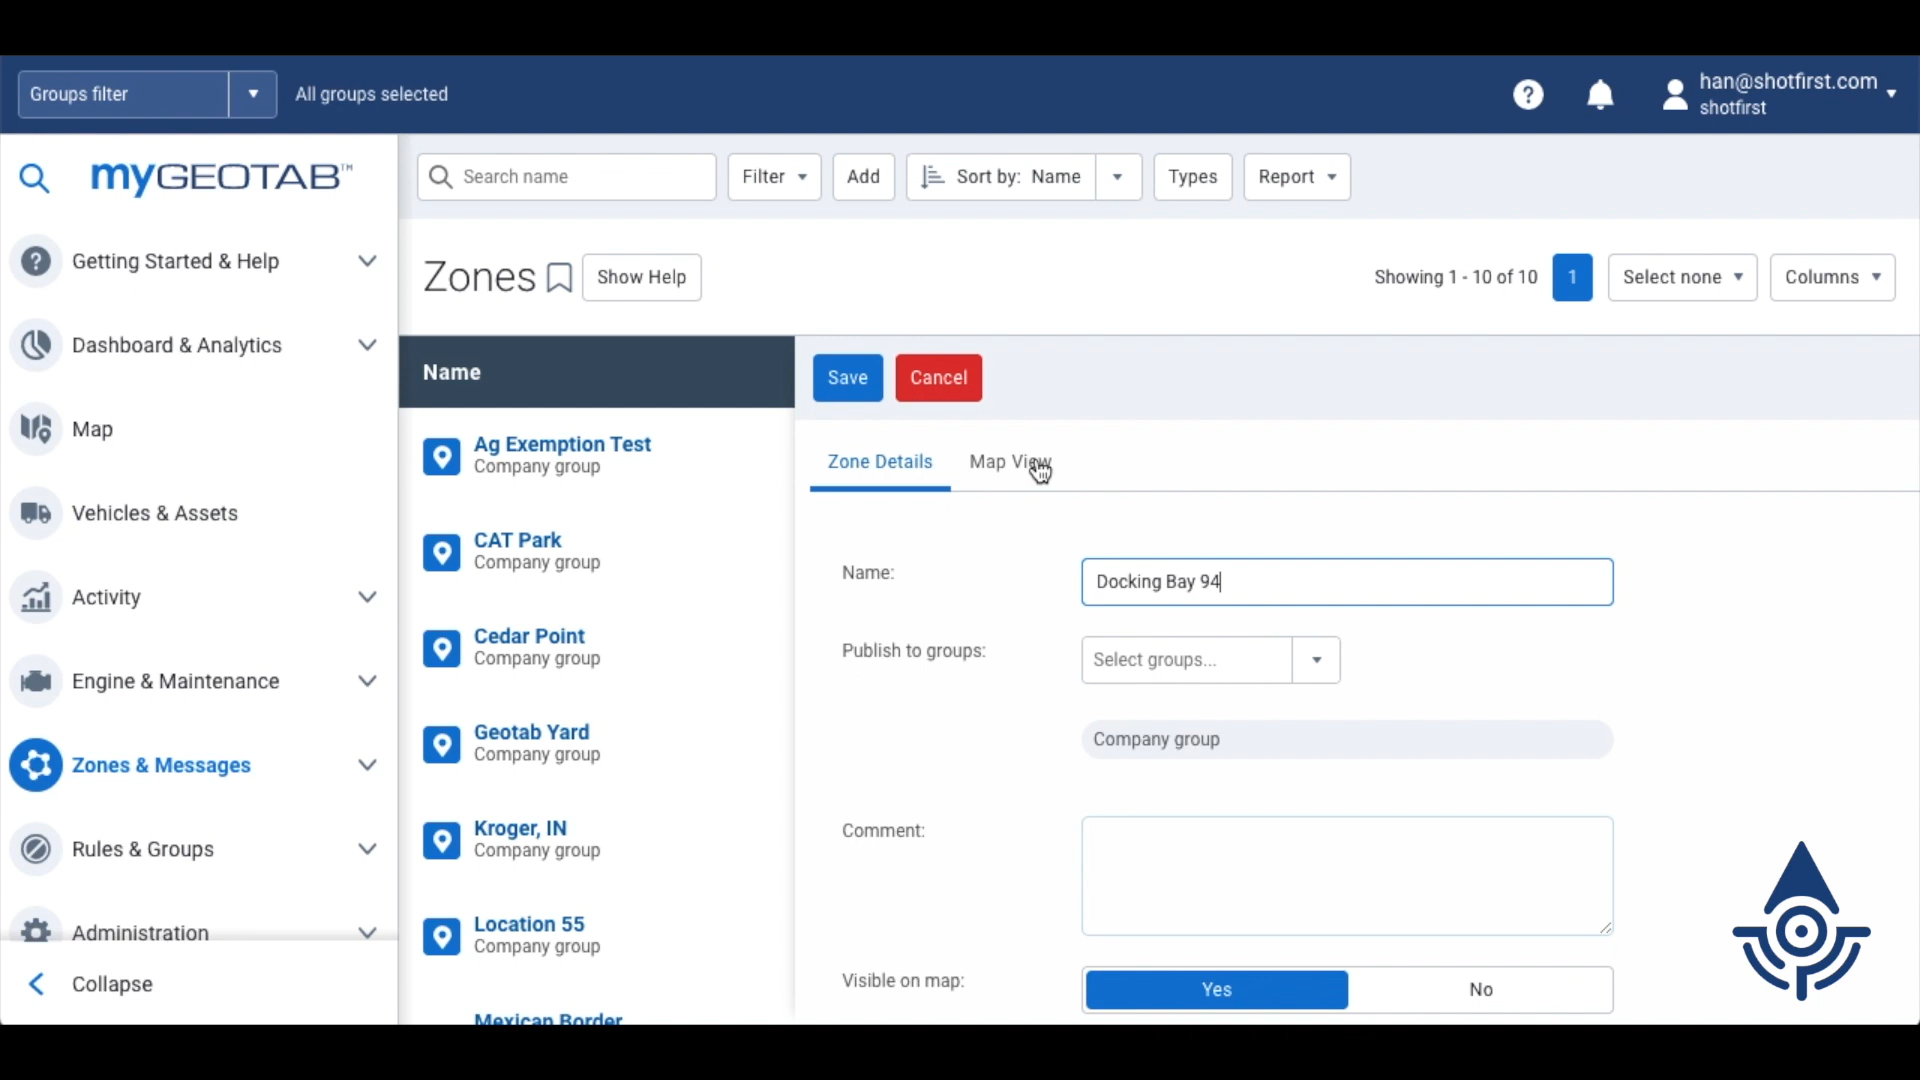 Groups filter
All groups selected
han@shotfirst.com
shotfirst
myGEOTAB™
Search name
Filter
Add
Sort by: Name
Types
Report
Getting Started & Help
Dashboard & Analytics
Map
Vehicles & Assets
Activity
Engine & Maintenance
Zones & Messages
Rules & Groups
Administration
Collapse
Zones
Show Help
Showing 1 - 10 of 10
1
Select none
Columns
Name
Ag Exemption Test
Company group
CAT Park
Company group
Cedar Point
Company group
Geotab Yard
Company group
Kroger, IN
Company group
Location 55
Company group
Mexican Border
Save
Cancel
Zone Details
Map View
Name:
Docking Bay 94
Publish to groups:
Select groups...
Company group
Comment:
Visible on map:
Yes
No